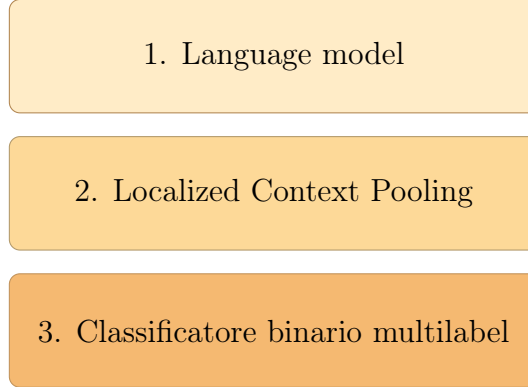 1. Language model
2. Localized Context Pooling
3. Classificatore binario multilabel